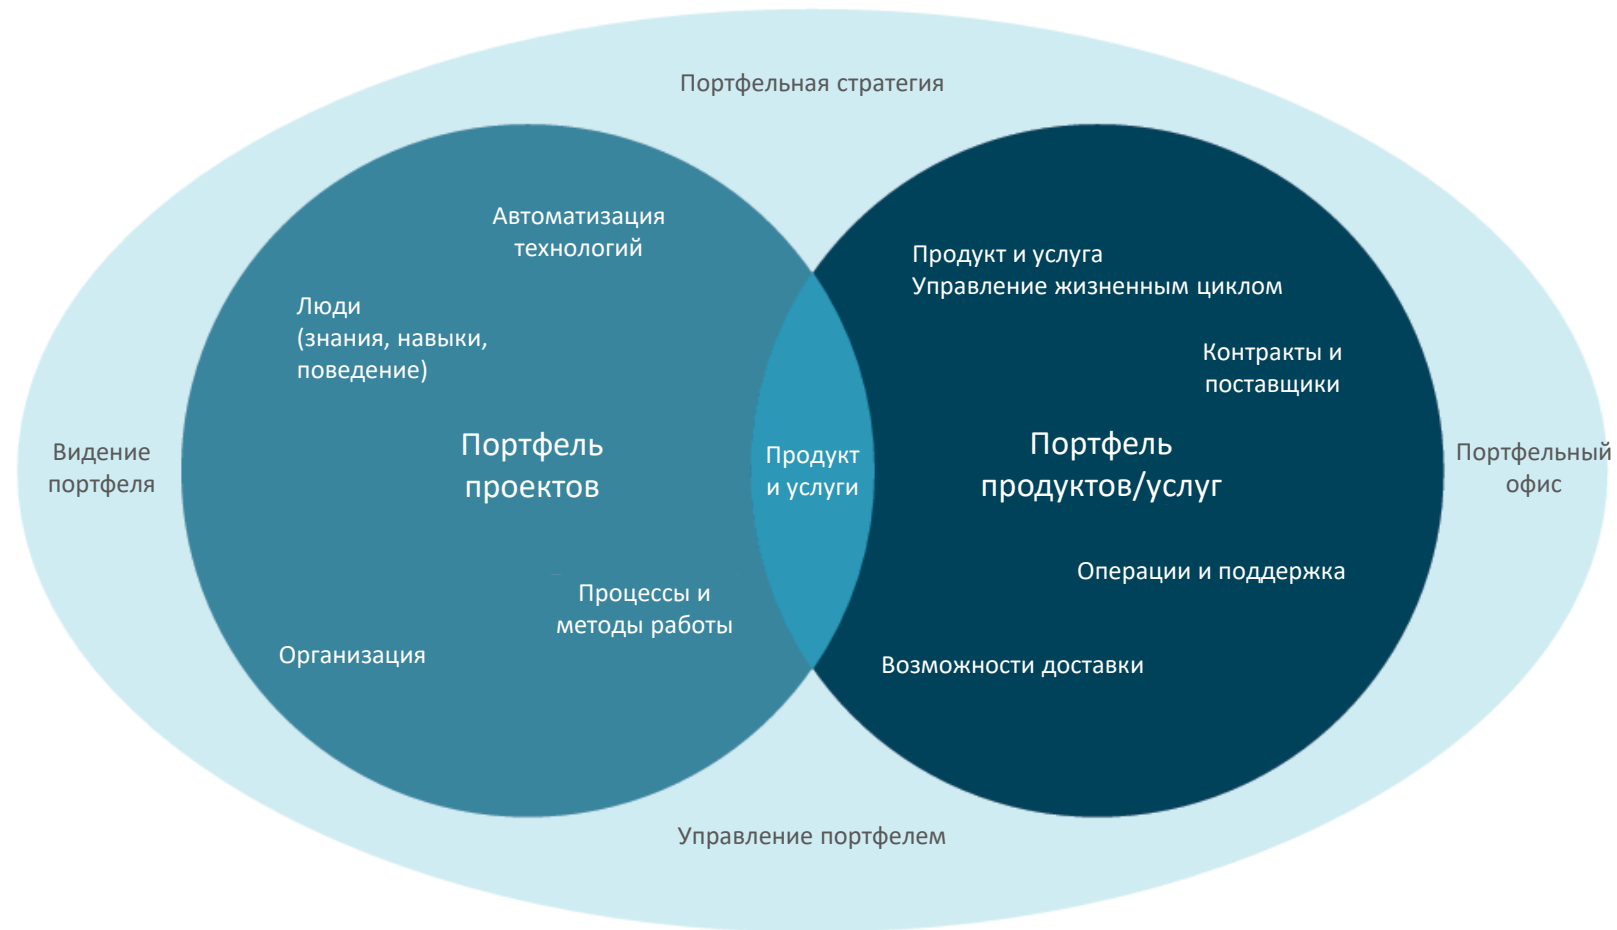 Портфельная стратегия
Автоматизация
технологий
Люди
(знания, навыки,
поведение)
Портфель
проектов
Процессы и
методы работы
Организация
Продукт
и услуги
Продукт и услуга
Управление жизненным циклом
Контракты и
поставщики
Портфель
продуктов/услуг
Операции и поддержка
Возможности доставки
Видение
портфеля
Портфельный
офис
Управление портфелем